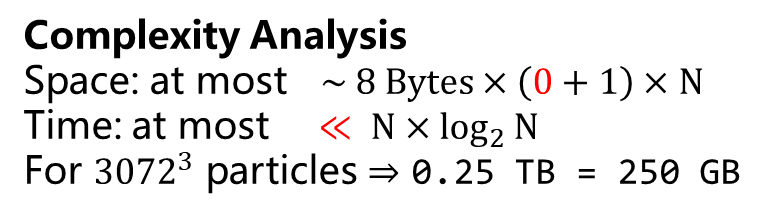 Complexity Analysis
Space: at most ~ 8 Bytes × (0 + 1) × N
Time: at most ≪ N × log₂ N
For 3072³ particles ⇒ 0.25 TB = 250 GB